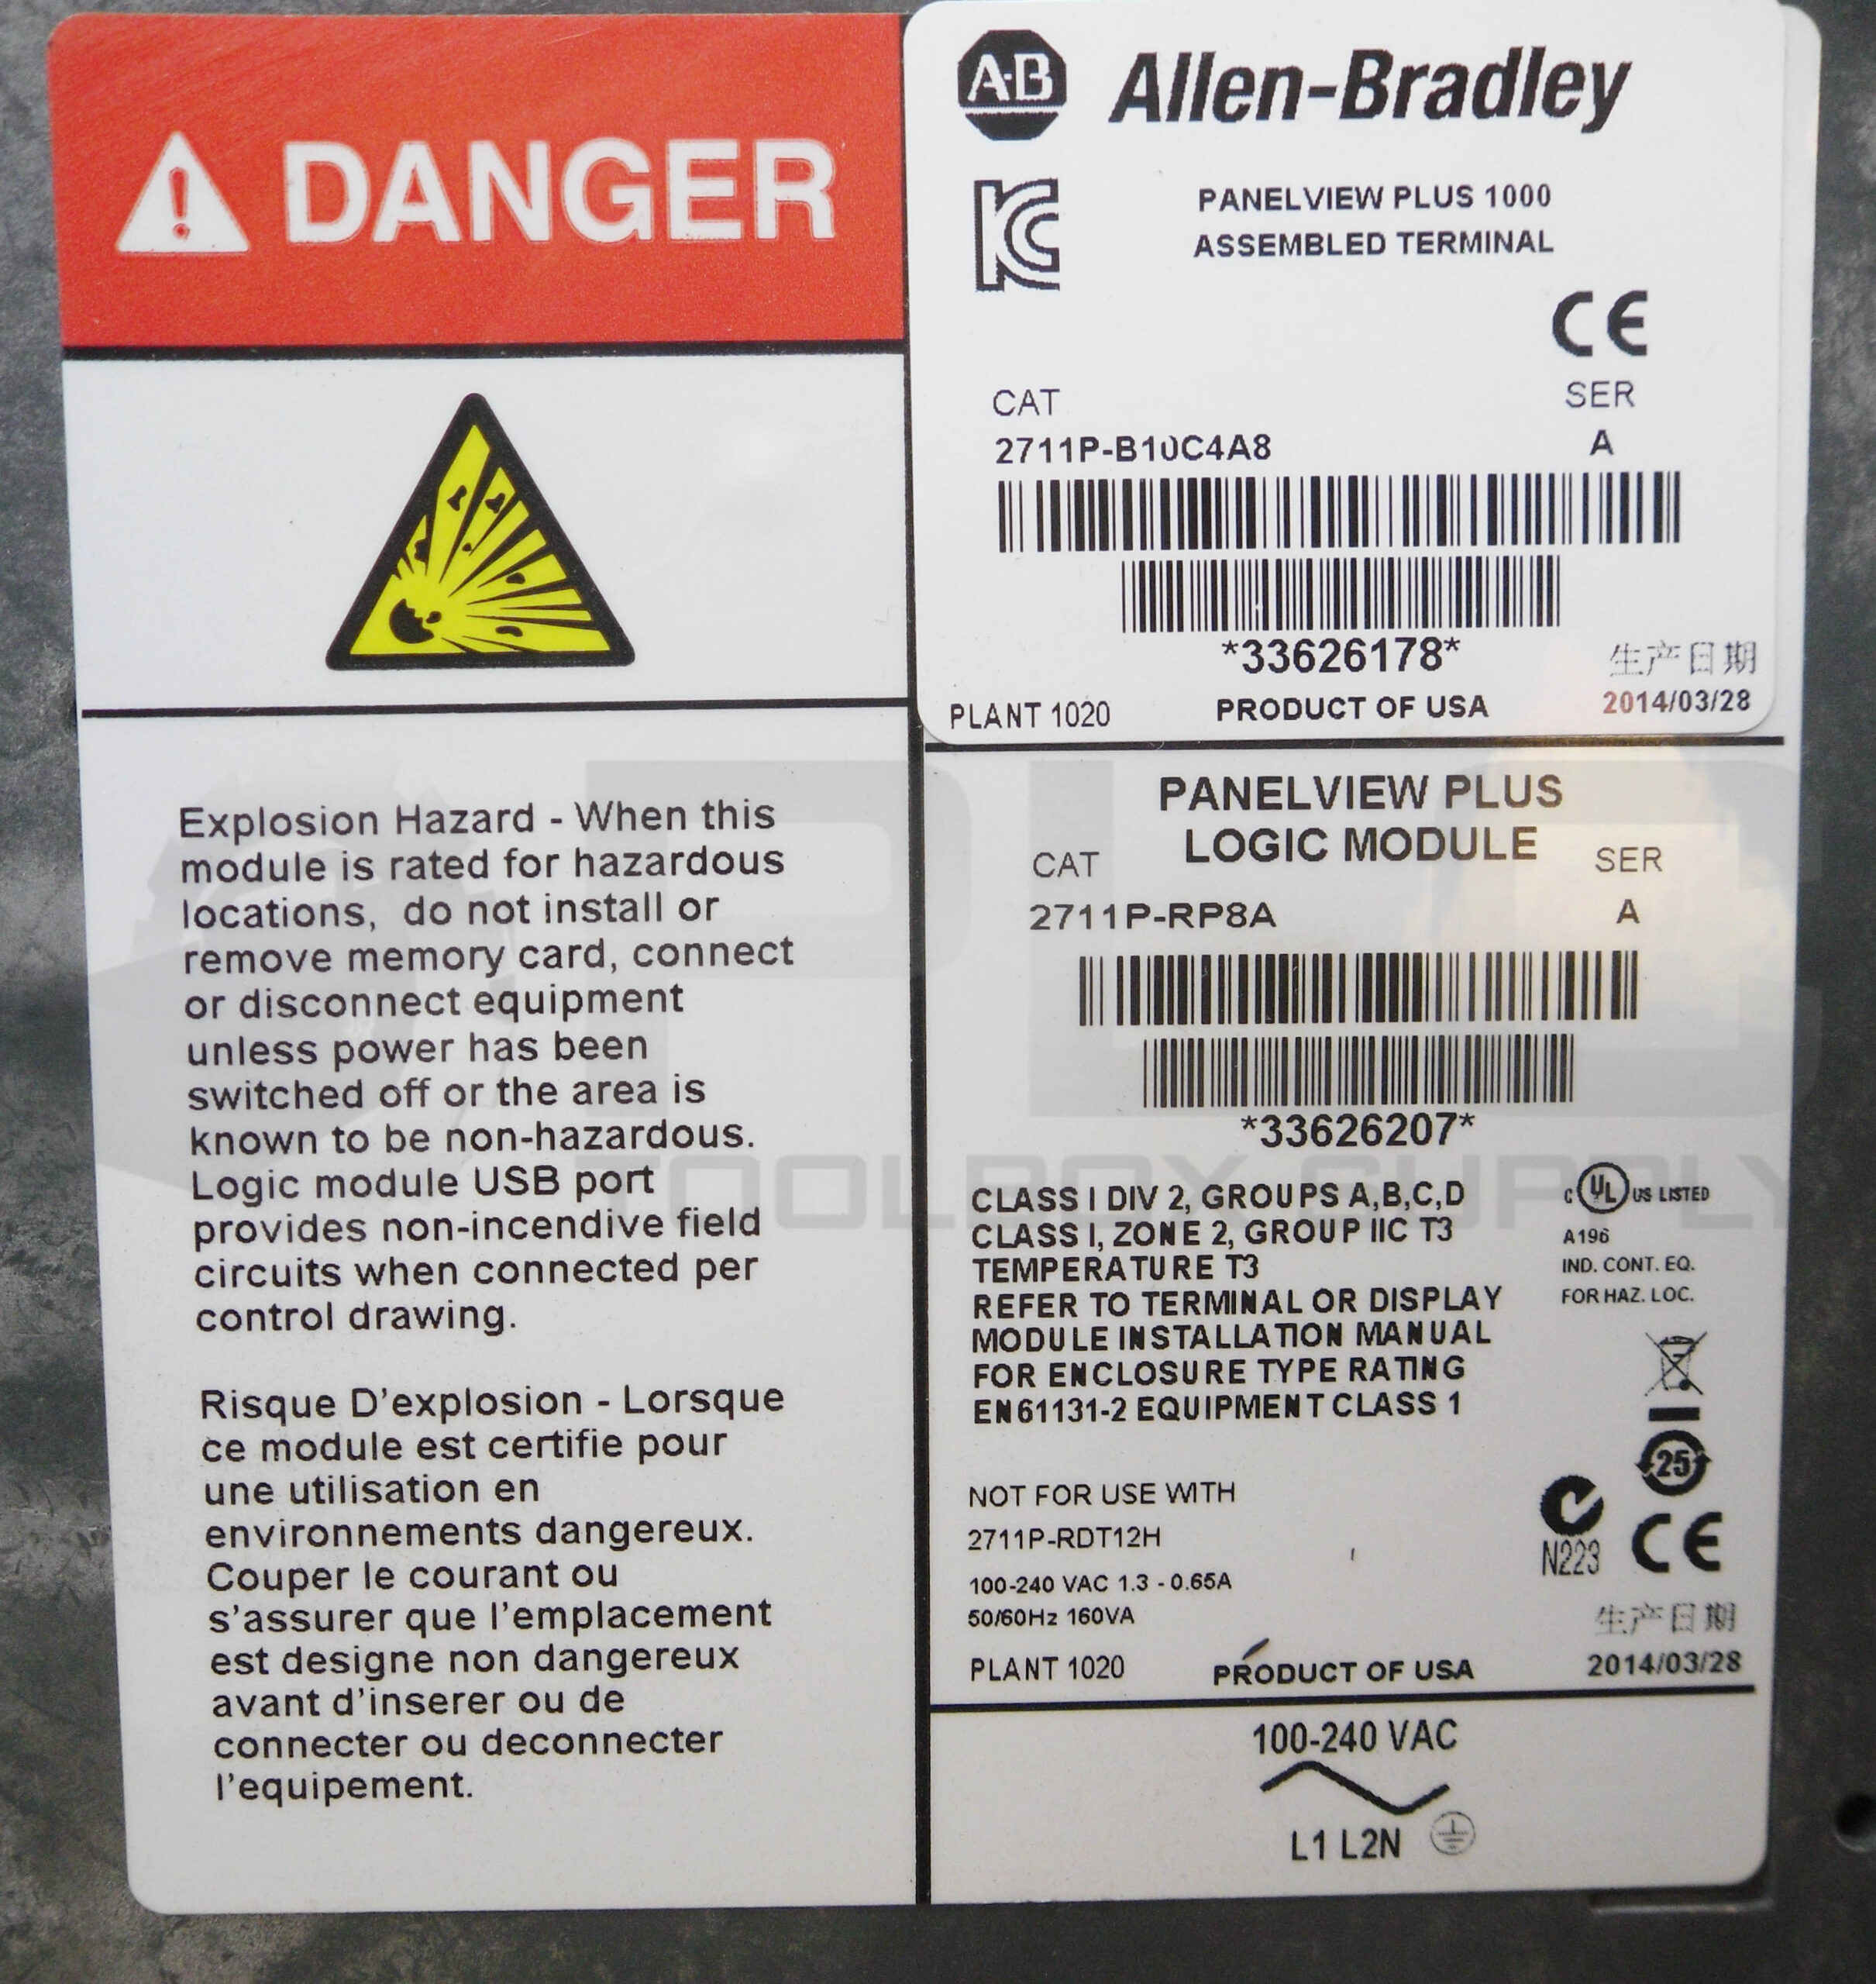 DANGER
Explosion Hazard - When this
module is rated for hazardous
locations, do not install or
remove memory card, connect
or disconnect equipment
unless power has been
switched off or the area is
known to be non-hazardous.
Logic module USB port
provides non-incendive field
circuits when connected per
control drawing.
Risque D'explosion - Lorsque
ce module est certifie pour
une utilisation en
environnements dangereux.
Couper le courant ou
s'assurer que l'emplacement
est designe non dangereux
avant d'inserer ou de
connecter ou deconnecter
l'equipement.
A-B Allen-Bradley
PANELVIEW PLUS 1000
ASSEMBLED TERMINAL
CE
CAT SER
2711P-B10C4A8 A
*33626178*
生产日期
PLANT 1020 PRODUCT OF USA 2014/03/28
PANELVIEW PLUS
LOGIC MODULE
CAT SER
2711P-RP8A A
*33626207*
CLASS I DIV 2, GROUPS A,B,C,D
CLASS I, ZONE 2, GROUP IIC T3
TEMPERATURE T3
REFER TO TERMINAL OR DISPLAY
MODULE INSTALLATION MANUAL
FOR ENCLOSURE TYPE RATING
EN61131-2 EQUIPMENT CLASS 1
C UL US LISTED
A196
IND. CONT. EQ.
FOR HAZ. LOC.
25
NOT FOR USE WITH
2711P-RDT12H
100-240 VAC 1.3 - 0.65A
50/60Hz 160VA
N223 CE
生产日期
PLANT 1020 PRODUCT OF USA 2014/03/28
100-240 VAC
L1 L2N
PLC
TOOLBOX SUPPLY